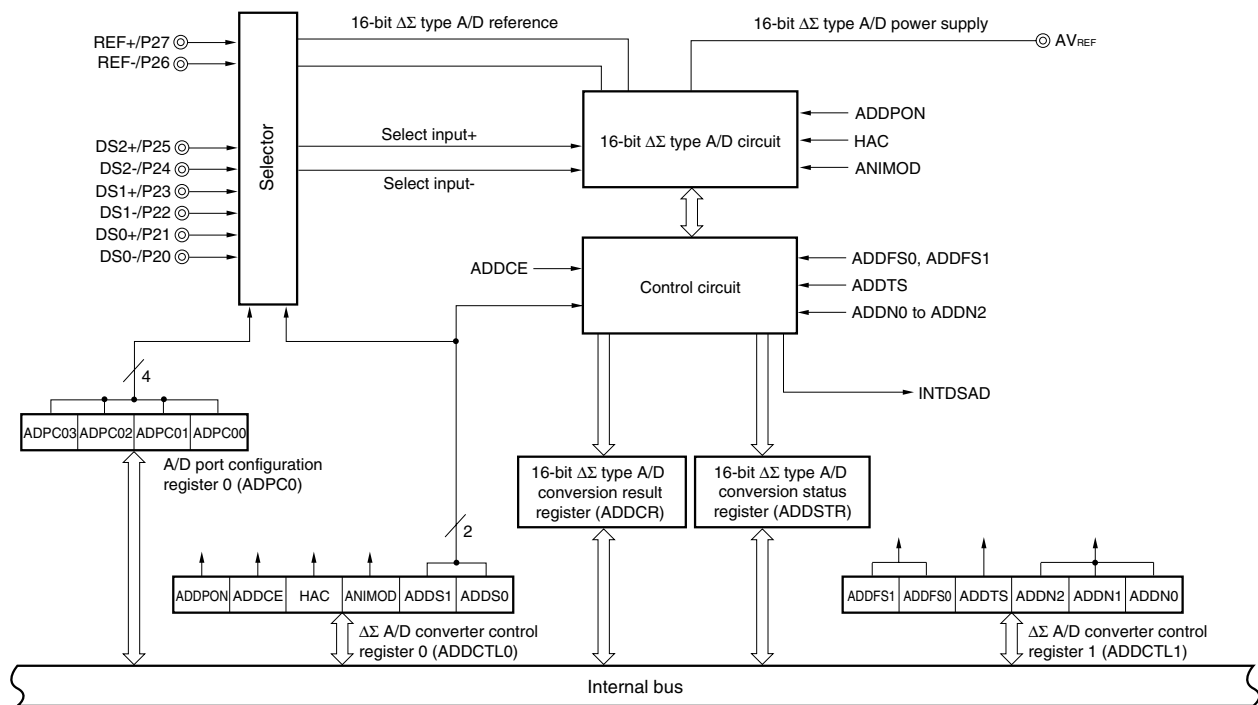 16-bit ΔΣ type A/D reference
16-bit ΔΣ type A/D power supply
REF+/P27
REF-/P26
AVREF
Selector
DS2+/P25
DS2-/P24
DS1+/P23
DS1-/P22
DS0+/P21
DS0-/P20
Select input+
Select input-
16-bit ΔΣ type A/D circuit
ADDPON
HAC
ANIMOD
ADDCE
Control circuit
ADDFS0, ADDFS1
ADDTS
ADDN0 to ADDN2
INTDSAD
4
ADPC03 ADPC02 ADPC01 ADPC00
A/D port configuration
register 0 (ADPC0)
16-bit ΔΣ type A/D
conversion result
register (ADDCR)
16-bit ΔΣ type A/D
conversion status
register (ADDSTR)
2
ADDPON ADDCE HAC ANIMOD ADDS1 ADDS0
ΔΣ A/D converter control
register 0 (ADDCTL0)
ADDFS1 ADDFS0 ADDTS ADDN2 ADDN1 ADDN0
ΔΣ A/D converter control
register 1 (ADDCTL1)
Internal bus